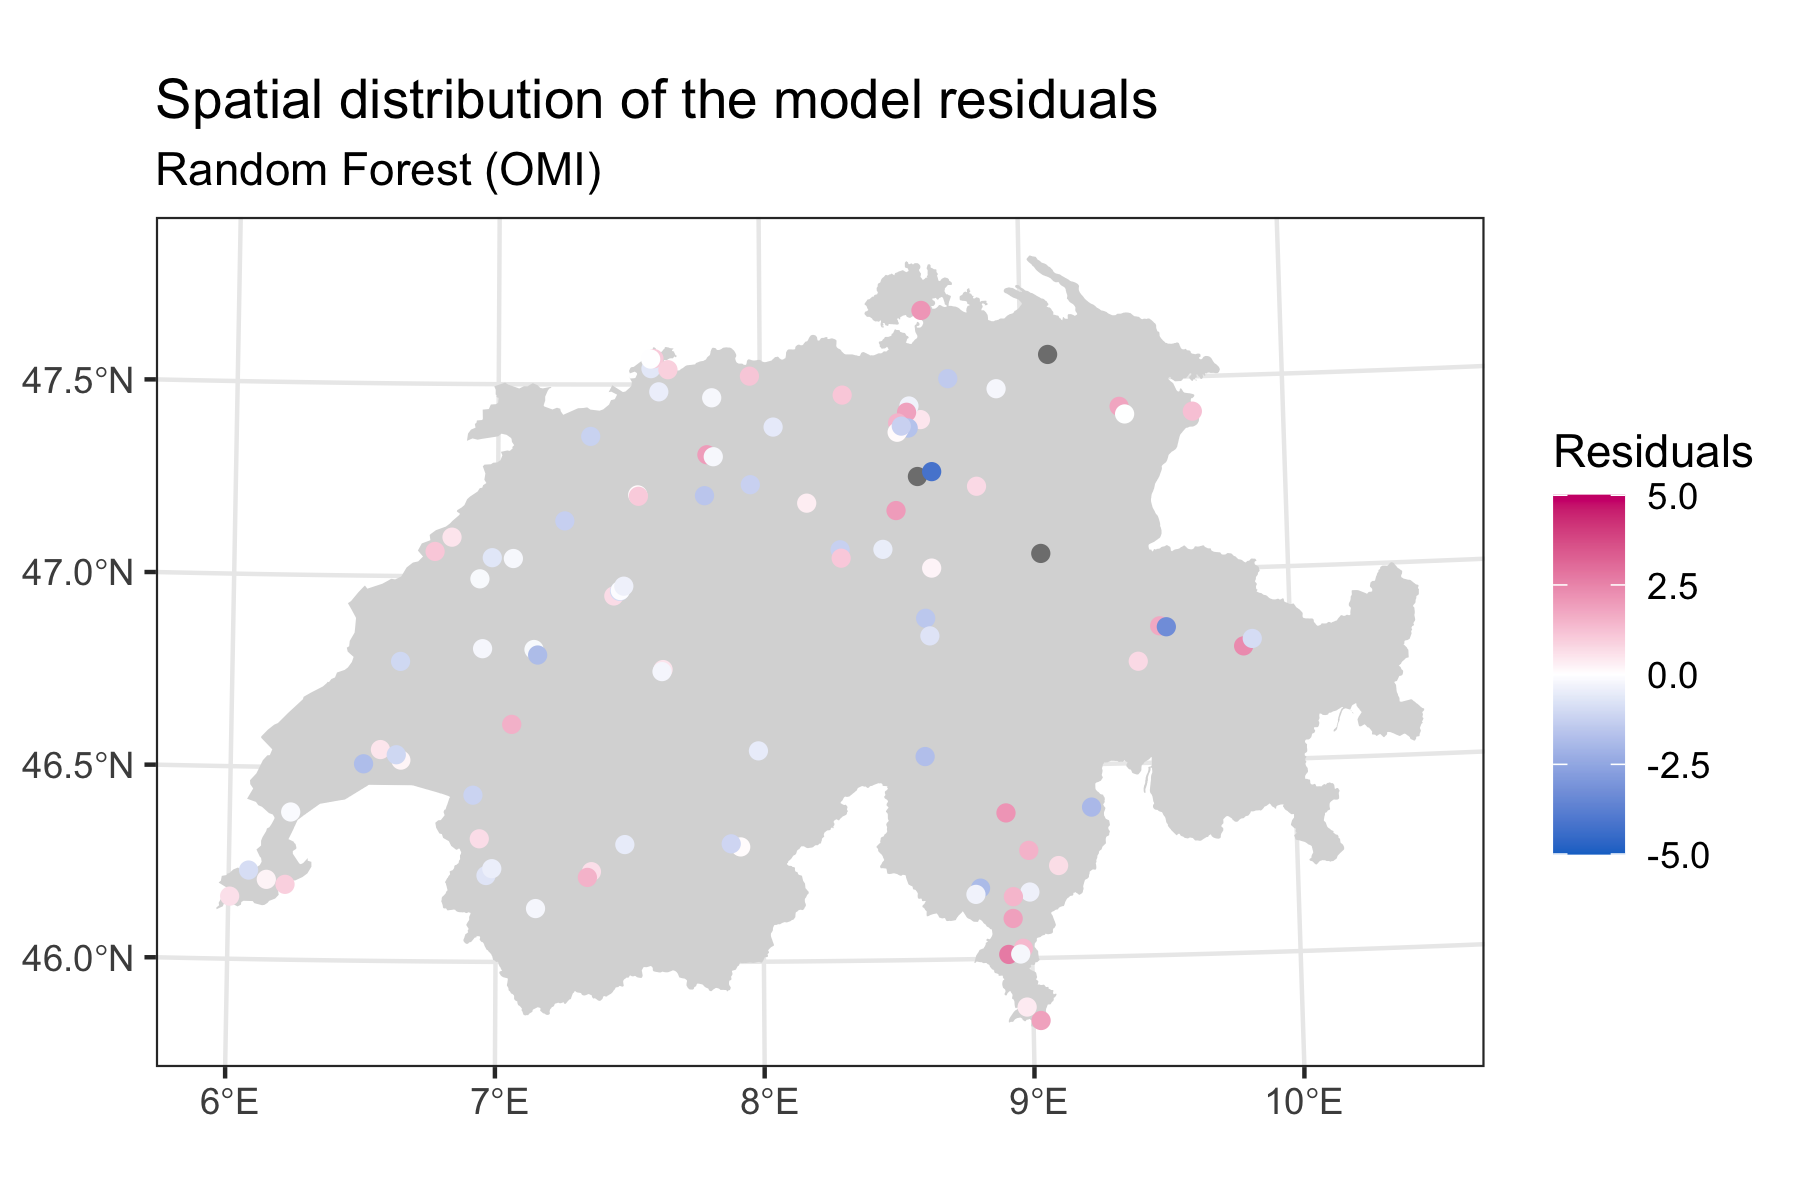 Spatial distribution of the model residuals
Random Forest (OMI)
47.5°N
47.0°N
46.5°N
46.0°N
6°E
7°E
8°E
9°E
10°E
Residuals
5.0
2.5
0.0
-2.5
-5.0